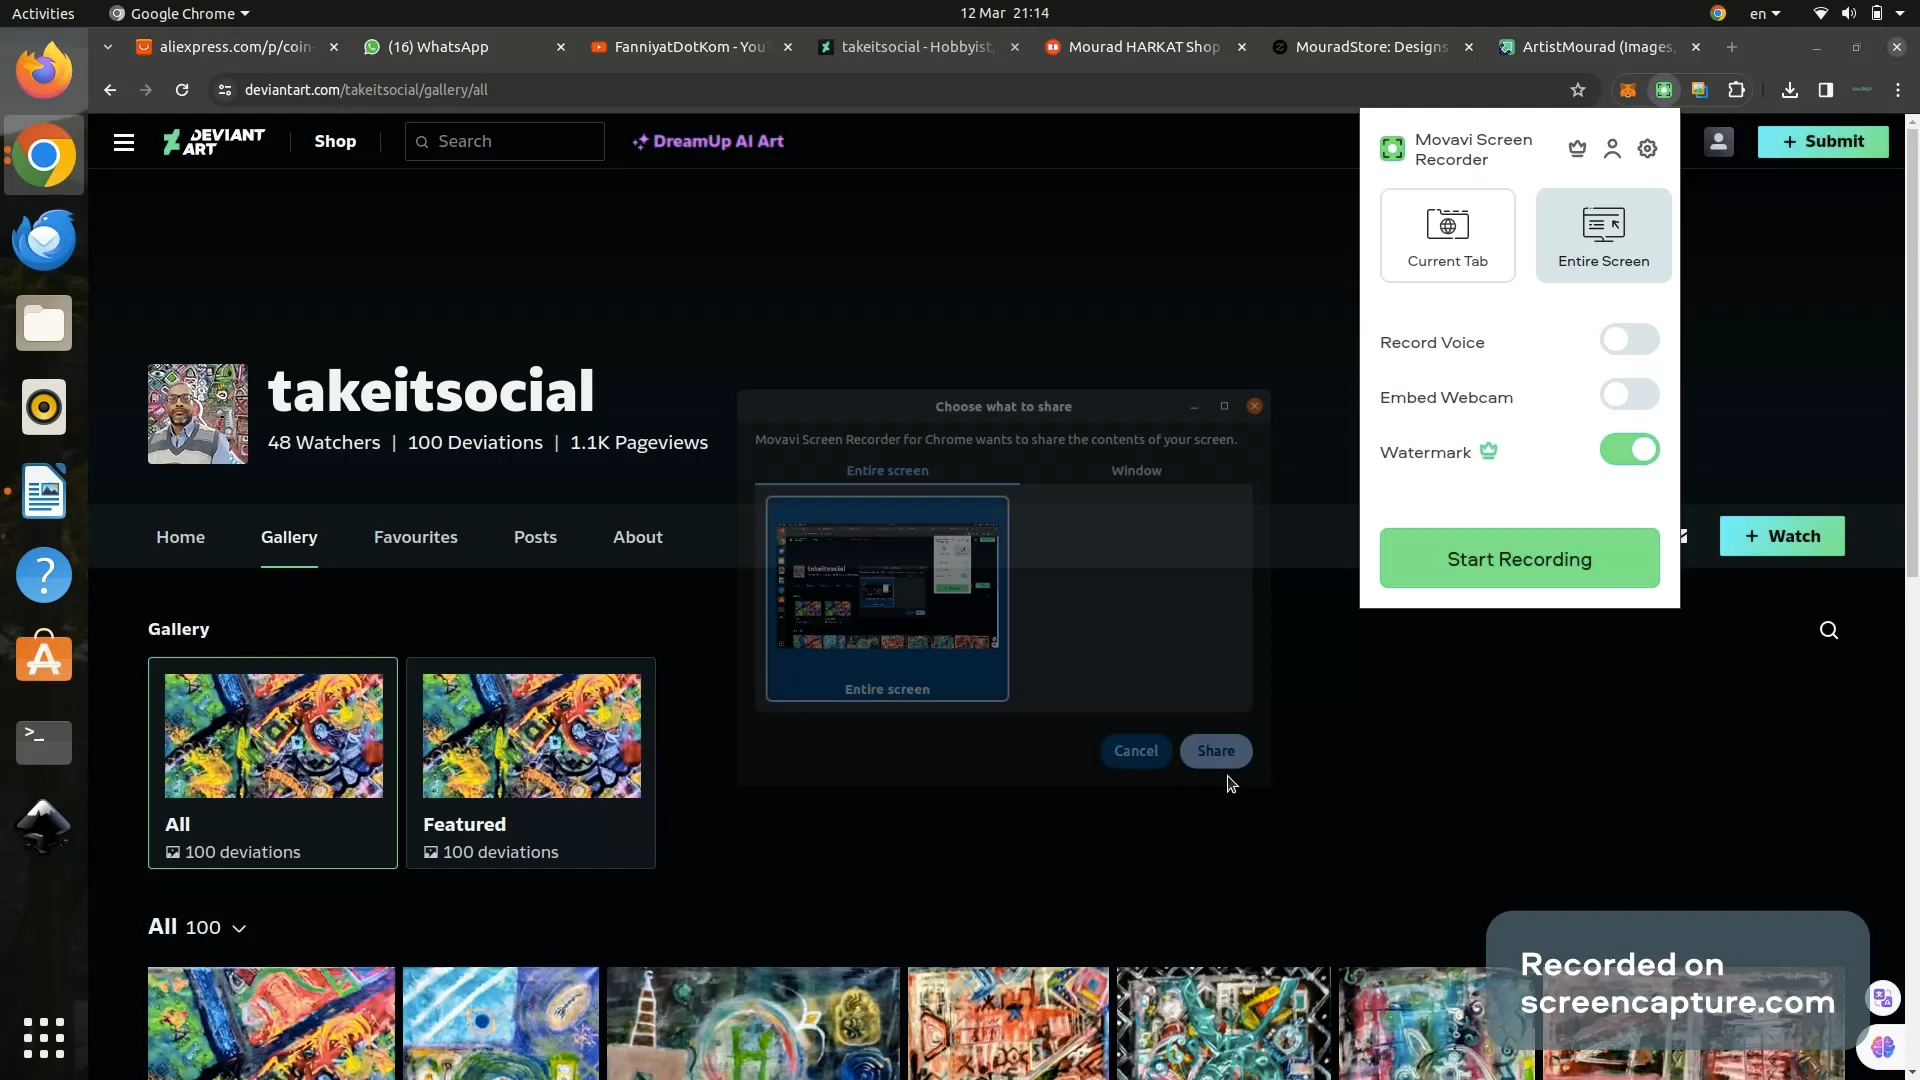 Activities
Google Chrome
12 Mar 21:14
en
aliexpress.com/p/coin-
(16) WhatsApp
FanniyatDotKom - You
takeitsocial - Hobbyist,
Mourad HARKAT Shop
MouradStore: Designs
ArtistMourad (Images,
deviantart.com/takeitsocial/gallery/all
DEVIANT
ART
Shop
Search
DreamUp AI Art
+ Submit
Movavi Screen
Recorder
Current Tab
Entire Screen
Record Voice
Embed Webcam
Watermark
Start Recording
takeitsocial
48 Watchers | 100 Deviations | 1.1K Pageviews
Choose what to share
Movavi Screen Recorder for Chrome wants to share the contents of your screen.
Entire screen
Window
Entire screen
Cancel
Share
Home
Gallery
Favourites
Posts
About
+ Watch
Gallery
All
100 deviations
Featured
100 deviations
All 100
Recorded on
screencapture.com